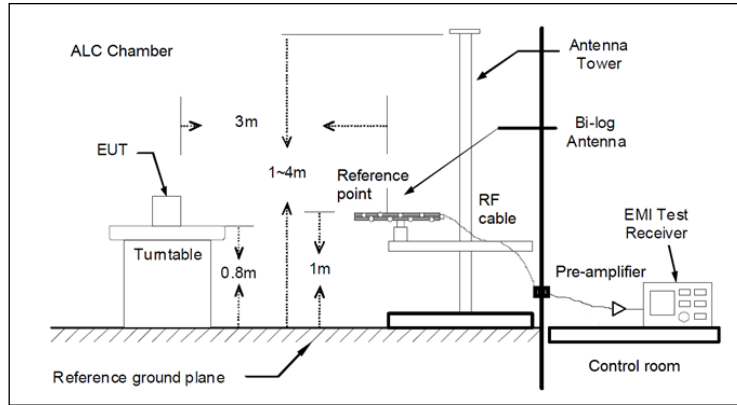 ALC Chamber
Antenna
Tower
3m
Bi-log
Antenna
EUT
1~4m
Reference
point
RF
cable
EMI Test
Receiver
Turntable
0.8m
1m
Pre-amplifier
Reference ground plane
Control room